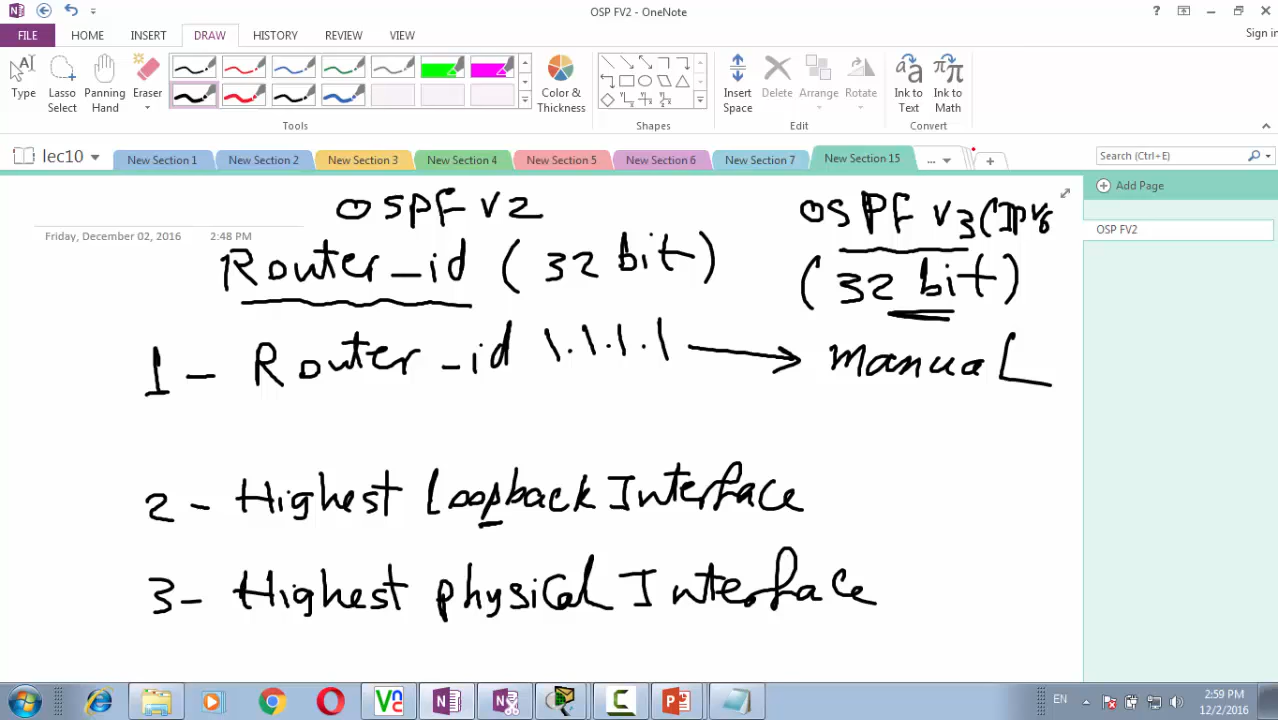 OSP FV2 - OneNote
?
FILE HOME INSERT DRAW HISTORY REVIEW VIEW
Sign in
Type
Lasso Select
Panning Hand
Eraser
Color & Thickness
Insert Space
Delete
Arrange
Rotate
Ink to Text
Ink to Math
Tools Shapes Edit Convert
lec10 New Section 1 New Section 2 New Section 3 New Section 4 New Section 5 New Section 6 New Section 7 New Section 15 ... + Search (Ctrl+E)
Add Page
OSP FV2
OSPF V2 OSPF V3 (IPV6
Friday, December 02, 2016 2:48 PM
Router_id (32 bit) (32 bit)
1- Router_id 1.1.1.1 → manual
2- Highest Loopback Interface
3- Highest physical Interface
EN 2:59 PM
12/2/2016